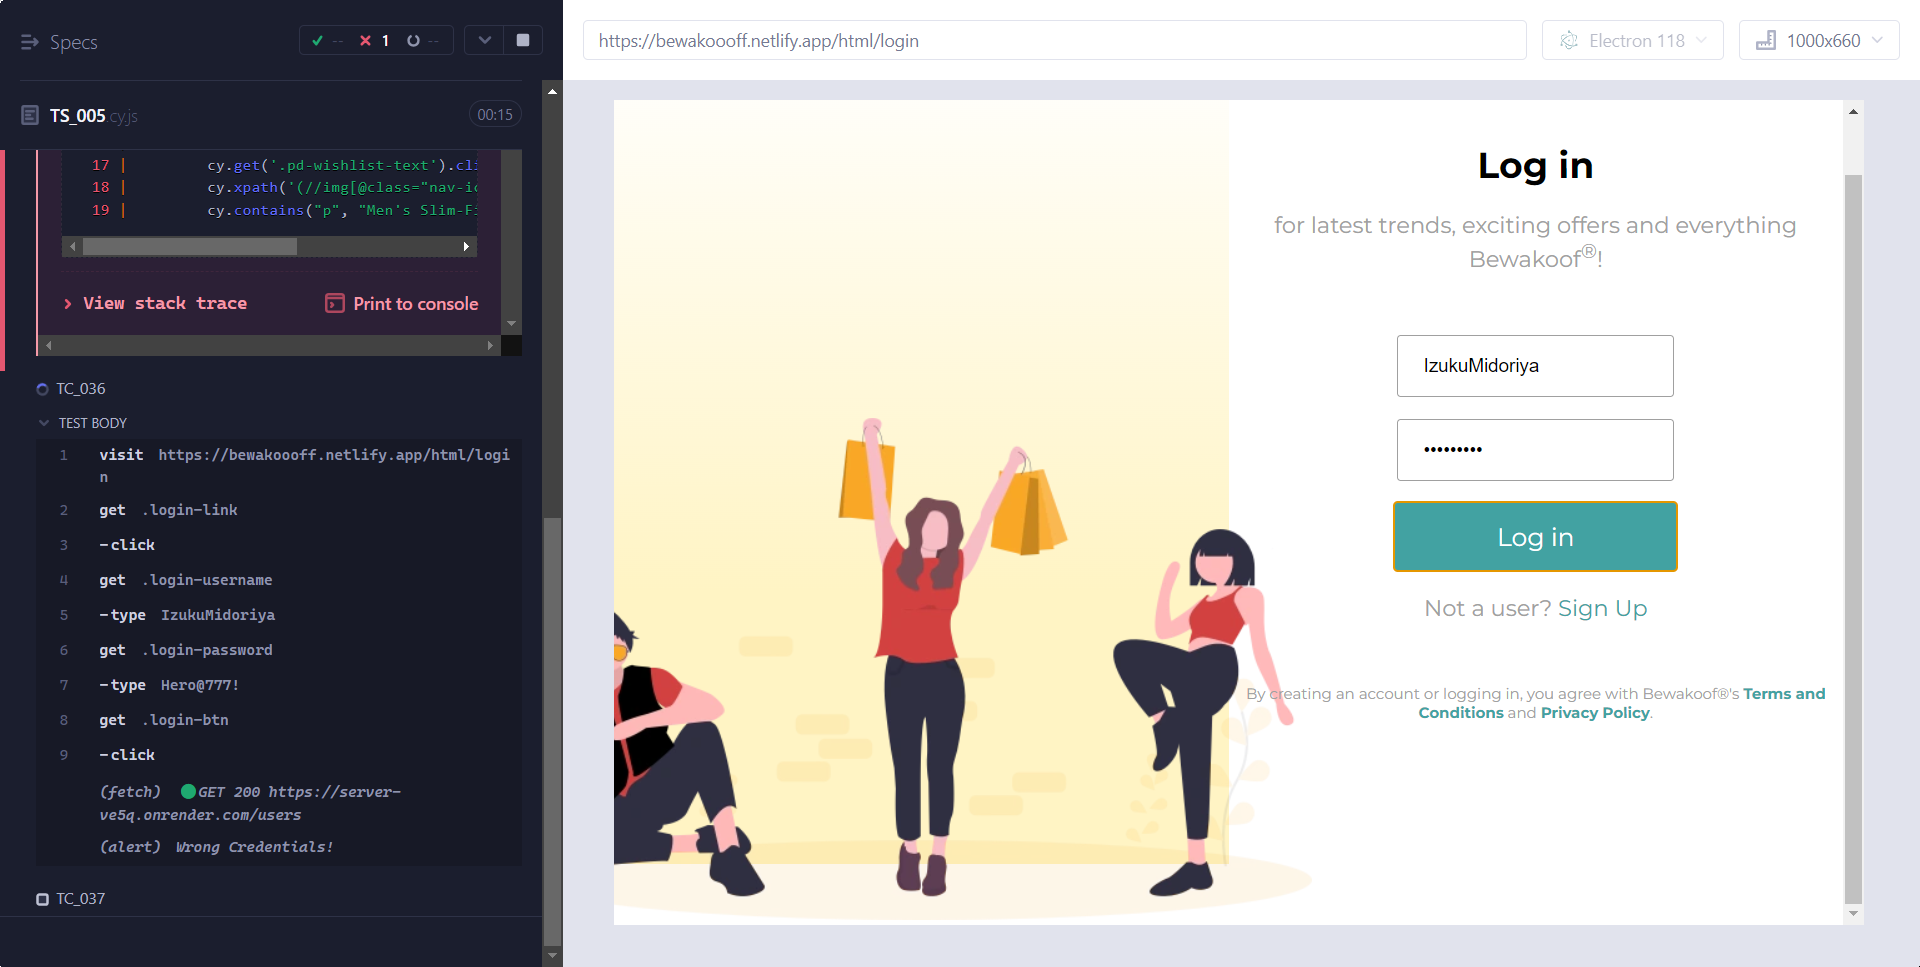 Specs
-- 1 --
https://bewakoooff.netlify.app/html/login
Electron 118
1000x660
TS_005.cy.js
00:15
17 | cy.get('.pd-wishlist-text').cli
18 | cy.xpath('(//img[@class="nav-ic
19 | cy.contains("p", "Men's Slim-Fi
View stack trace
Print to console
TC_036
TEST BODY
1 visit https://bewakoooff.netlify.app/html/logi
n
2 get .login-link
3 -click
4 get .login-username
5 -type IzukuMidoriya
6 get .login-password
7 -type Hero@777!
8 get .login-btn
9 -click
(fetch) GET 200 https://server-
ve5q.onrender.com/users
(alert) Wrong Credentials!
TC_037
Log in
for latest trends, exciting offers and everything
Bewakoof®!
IzukuMidoriya
•••••••••
Log in
Not a user? Sign Up
By creating an account or logging in, you agree with Bewakoof®'s Terms and
Conditions and Privacy Policy.